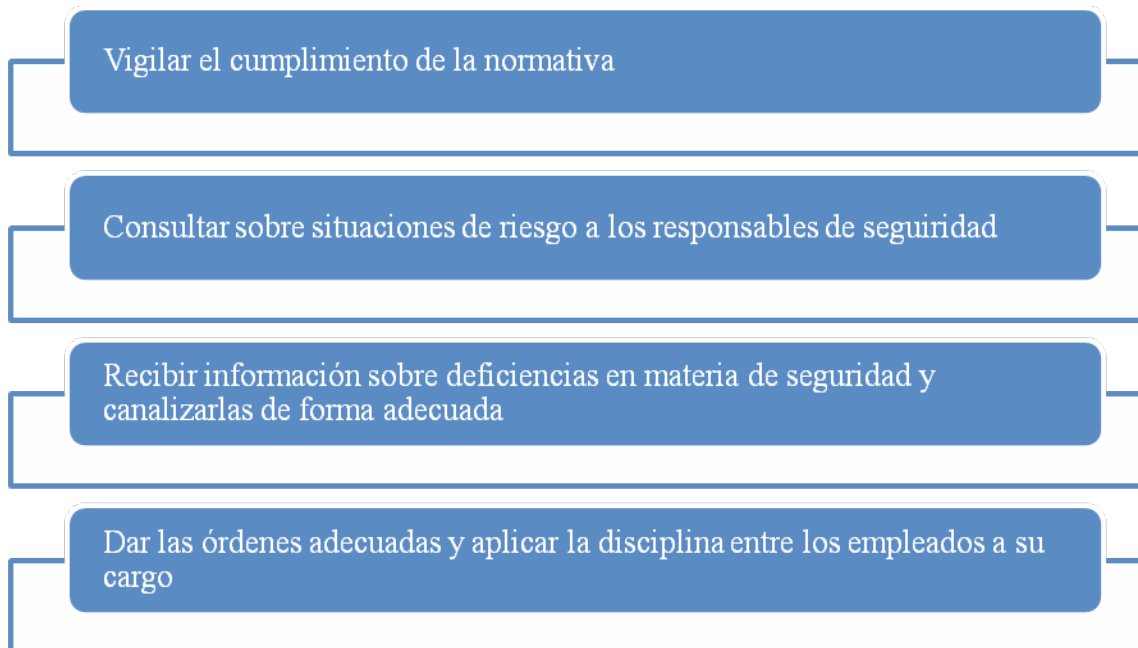 Vigilar el cumplimiento de la normativa
Consultar sobre situaciones de riesgo a los responsables de seguiridad
Recibir información sobre deficiencias en materia de seguridad y
canalizarlas de forma adecuada
Dar las órdenes adecuadas y aplicar la disciplina entre los empleados a su
cargo